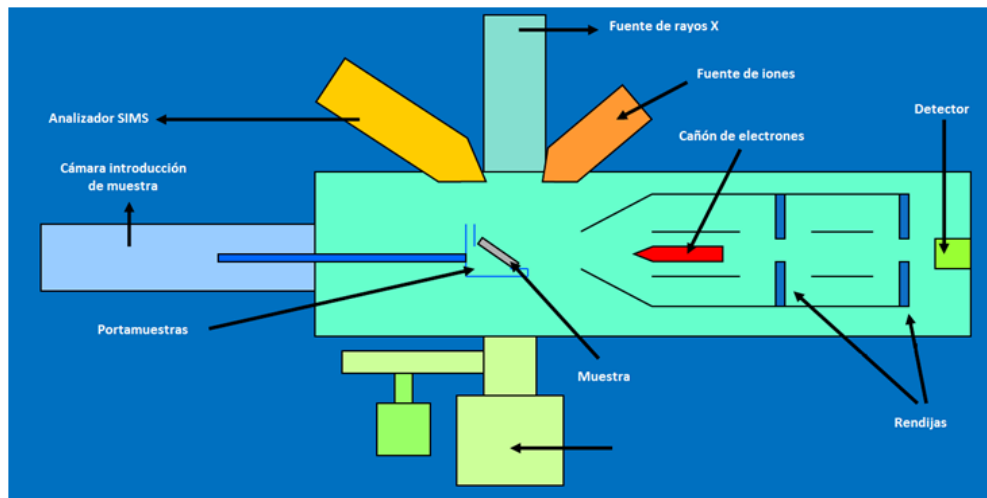 Fuente de rayos X
Fuente de iones
Detector
Analizador SIMS
Cañón de electrones
Cámara introducción
de muestra
Portamuestras
Muestra
Rendijas